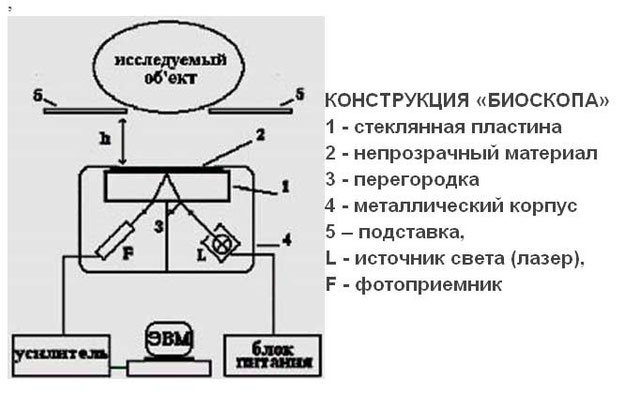 ,
исследуемый
об'ект
5
5
h
2
1
3
F
L
4
усилитель
ЭВМ
блок
питания
КОНСТРУКЦИЯ «БИОСКОПА»
1 - стеклянная пластина
2 - непрозрачный материал
3 - перегородка
4 - металлический корпус
5 – подставка,
L - источник света (лазер),
F - фотоприемник